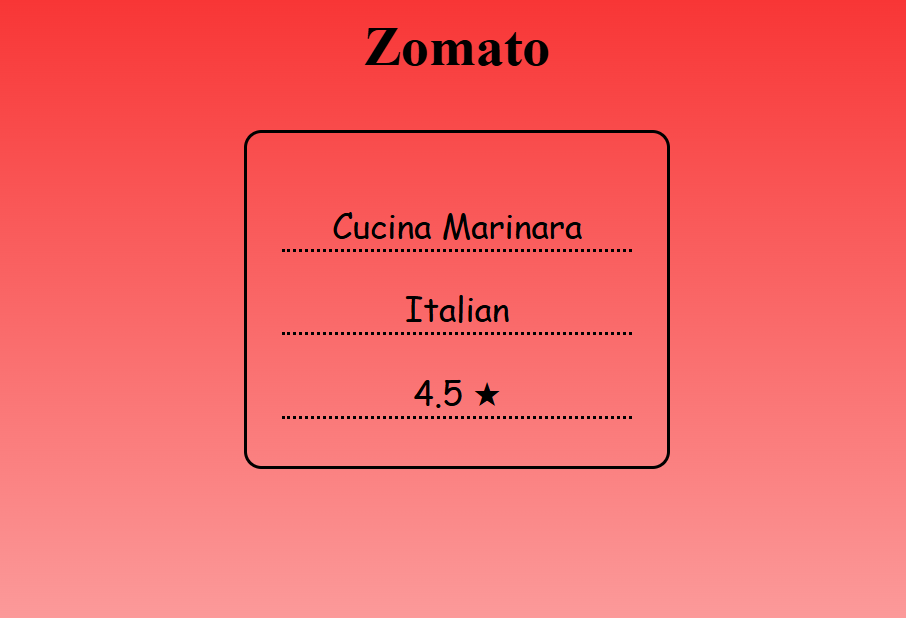 Zomato
Cucina Marinara
Italian
4.5 ★